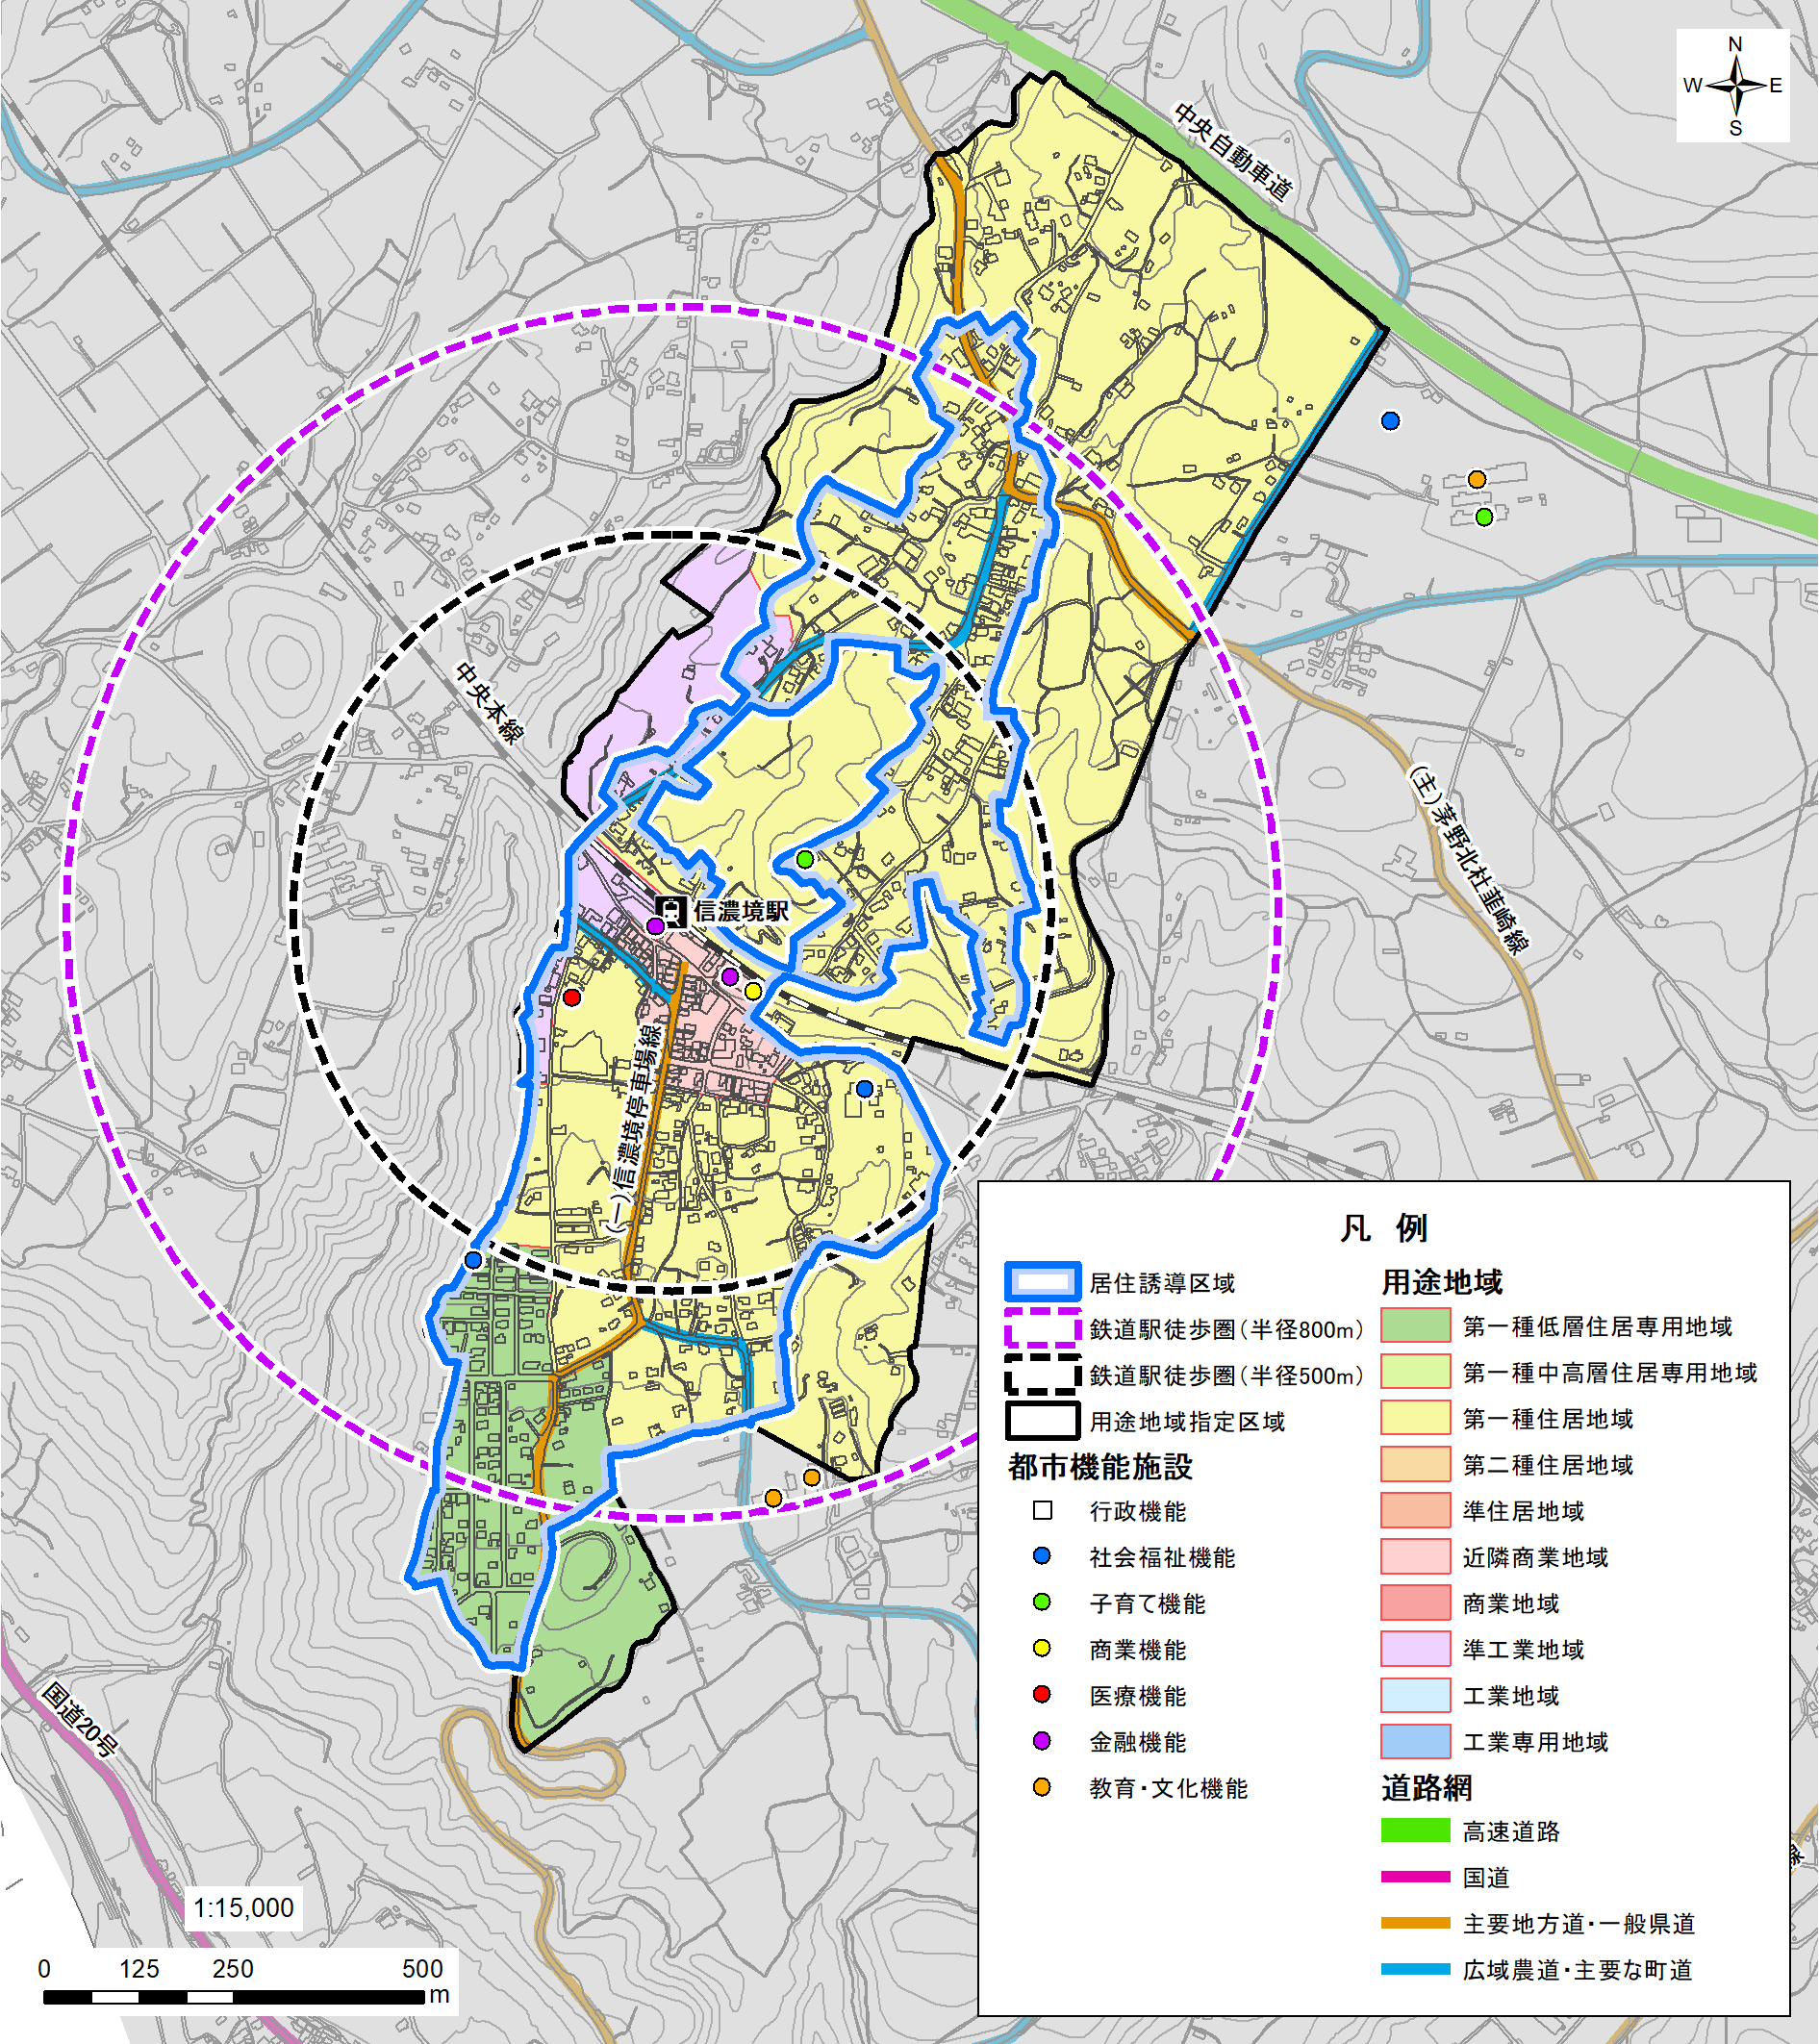 N
W E
S
中央自動車道
中央本線
信濃境駅
(主)茅野北杜韮崎線
(一)信濃境停車場線
国道20号
1:15,000
0 125 250 500
m
凡 例
居住誘導区域
鉄道駅徒歩圏(半径800m)
鉄道駅徒歩圏(半径500m)
用途地域指定区域
都市機能施設
行政機能
社会福祉機能
子育て機能
商業機能
医療機能
金融機能
教育・文化機能
用途地域
第一種低層住居専用地域
第一種中高層住居専用地域
第一種住居地域
第二種住居地域
準住居地域
近隣商業地域
商業地域
準工業地域
工業地域
工業専用地域
道路網
高速道路
国道
主要地方道・一般県道
広域農道・主要な町道